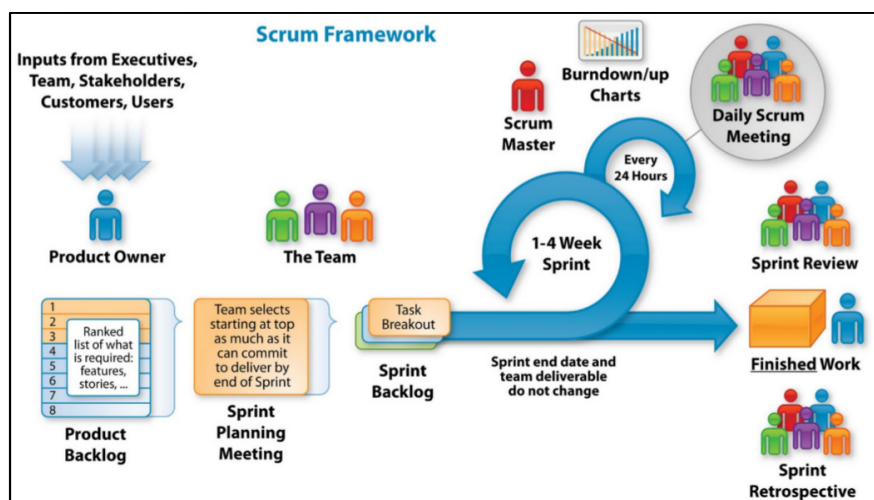 Scrum Framework
Inputs from Executives,
Team, Stakeholders,
Customers, Users
Product Owner
The Team
Scrum
Master
Burndown/up
Charts
Daily Scrum
Meeting
Every
24 Hours
1-4 Week
Sprint
Sprint Review
1
2
3
4
5
6
7
8
Ranked
list of what
is required:
features,
stories, ...
Product
Backlog
Team selects
starting at top
as much as it
can commit
to deliver by
end of Sprint
Sprint
Planning
Meeting
Task
Breakout
Sprint
Backlog
Sprint end date and
team deliverable
do not change
Finished Work
Sprint
Retrospective